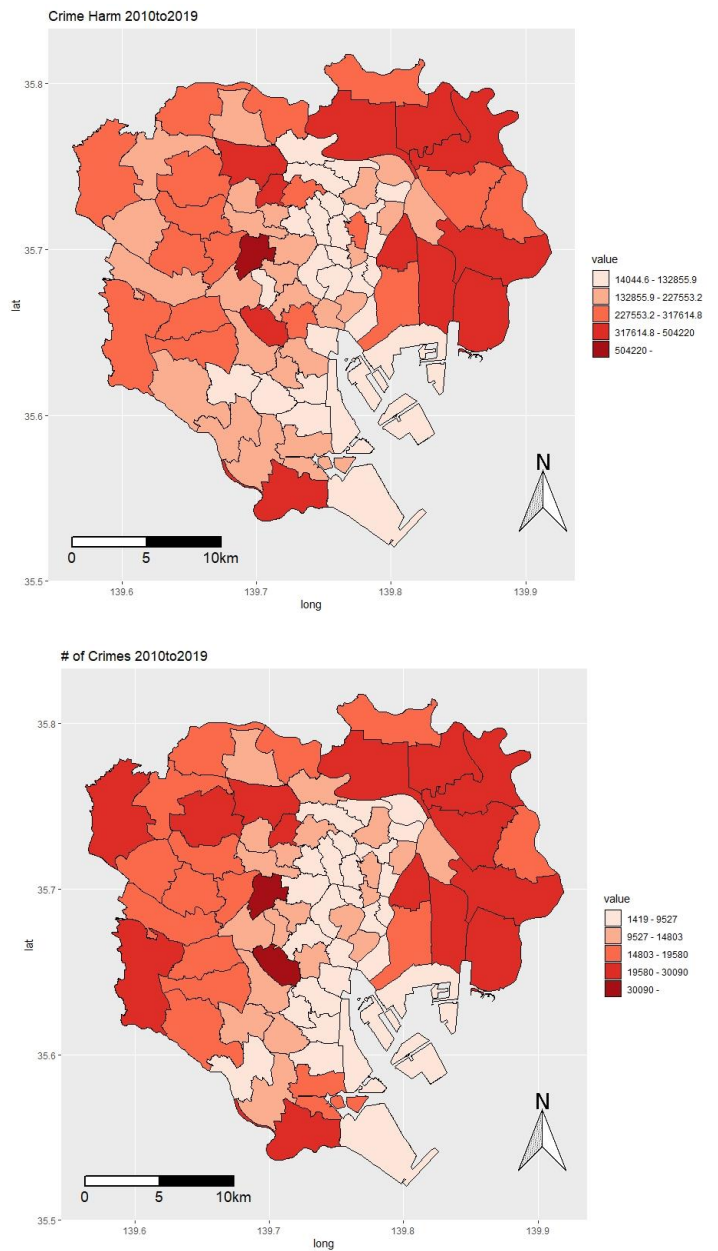 Crime Harm 2010to2019
35.8
35.7
35.6
35.5
lat
139.6
139.7
139.8
139.9
long
0
5
10km
N
value
14044.6 - 132855.9
132855.9 - 227553.2
227553.2 - 317614.8
317614.8 - 504220
504220 -
# of Crimes 2010to2019
35.8
35.7
35.6
35.5
lat
139.6
139.7
139.8
139.9
long
0
5
10km
N
value
1419 - 9527
9527 - 14803
14803 - 19580
19580 - 30090
30090 -